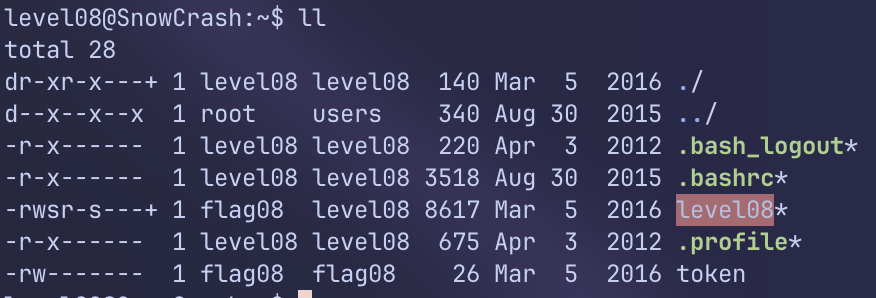 level08@SnowCrash:~$ ll
total 28
dr-xr-x---+ 1 level08 level08  140 Mar  5  2016 ./
d--x--x--x  1 root    users    340 Aug 30  2015 ../
-r-x------  1 level08 level08  220 Apr  3  2012 .bash_logout*
-r-x------  1 level08 level08 3518 Aug 30  2015 .bashrc*
-rwsr-s---+ 1 flag08  level08 8617 Mar  5  2016 level08*
-r-x------  1 level08 level08  675 Apr  3  2012 .profile*
-rw-------  1 flag08  flag08    26 Mar  5  2016 token